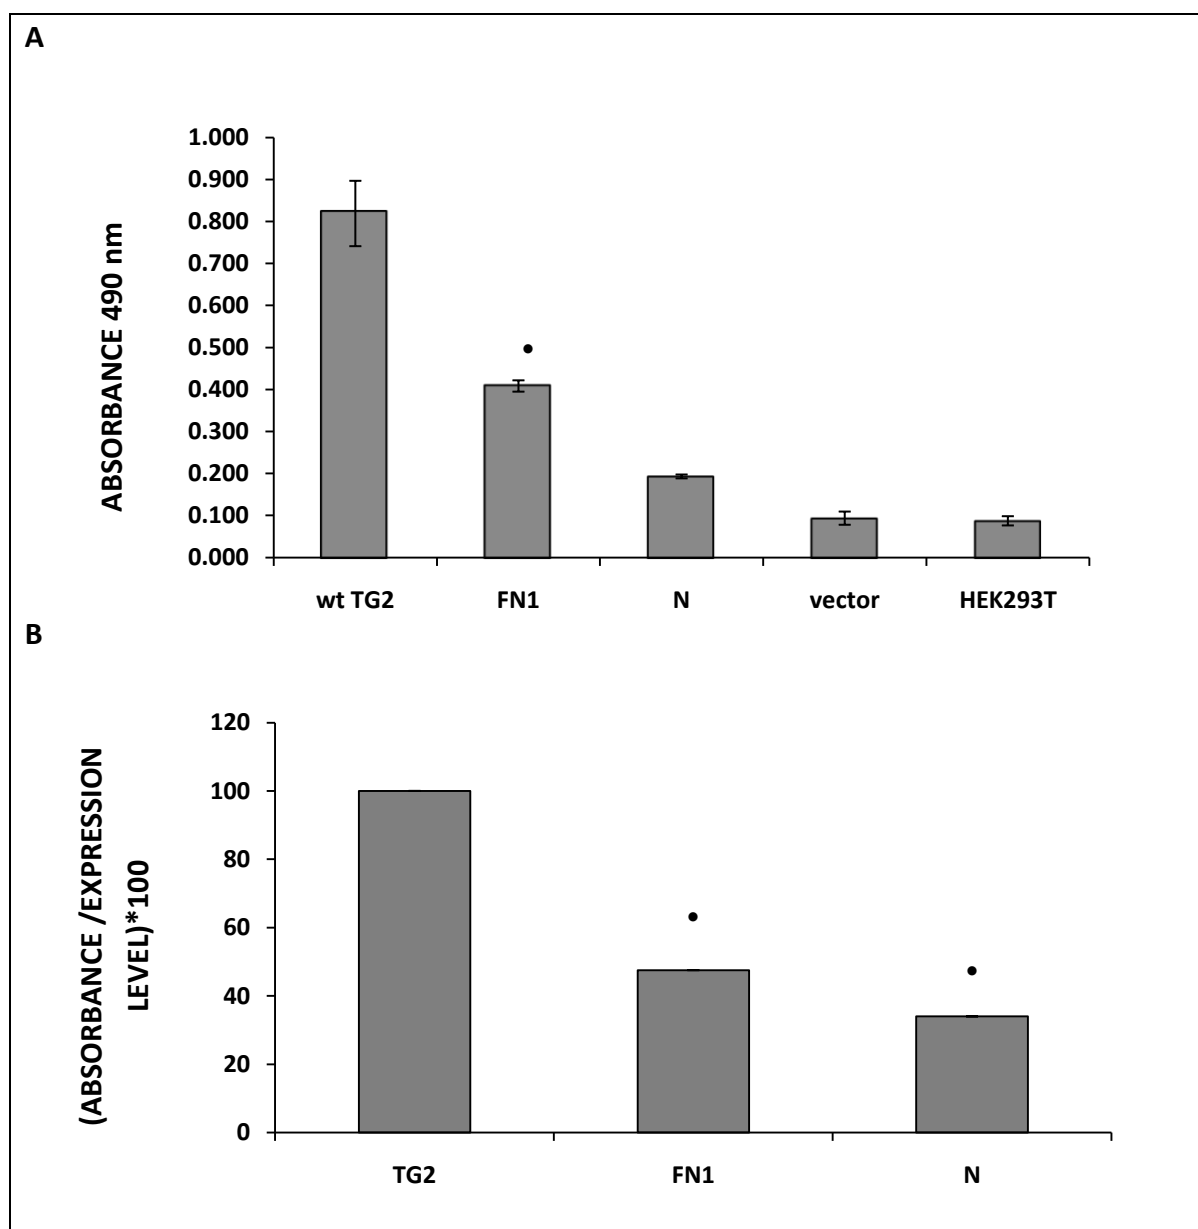 A
ABSORBANCE 490 nm
1.000
0.900
0.800
0.700
0.600
0.500
0.400
0.300
0.200
0.100
0.000
wt TG2 FN1 N vector HEK293T
B
(ABSORBANCE /EXPRESSION
LEVEL)*100
120
100
80
60
40
20
0
TG2 FN1 N